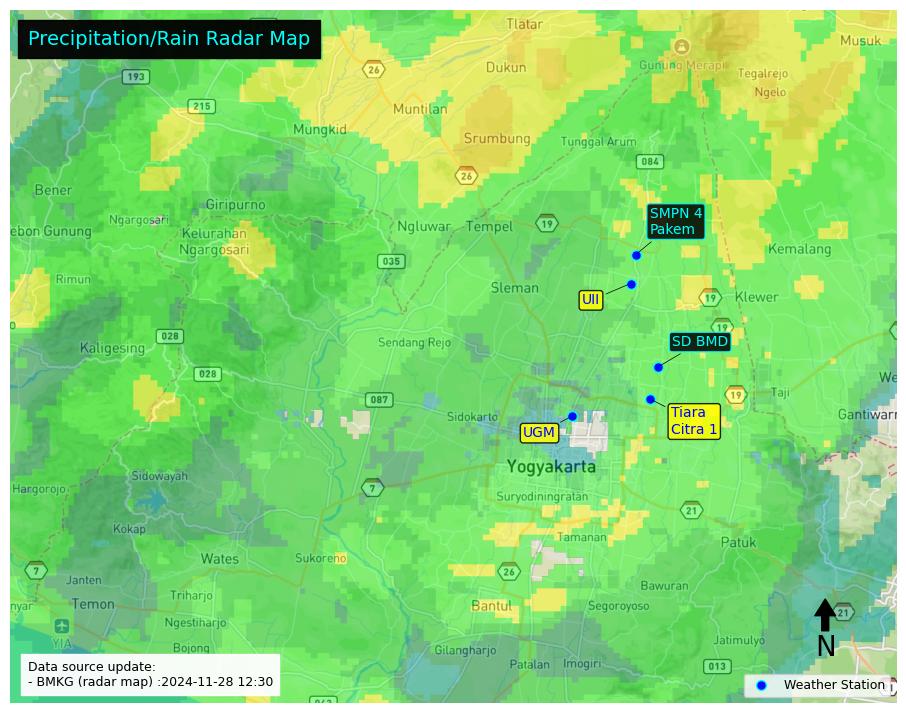 Precipitation/Rain Radar Map
Tlatar
Musuk
26
Gunung Merapi
Dukun
193
Tegalrejo
Ngelo
215
Muntilan
Mungkid
Srumbung
Tunggal Arum
084
26
Bener
Giripurno
Ngargosari
SMPN 4
Pakem
ebon Gunung
Kelurahan
Ngargosari
Ngluwar
Tempel
19
Kemalang
035
Rimun
Sleman
UII
19
Klewer
19
028
Kaligesing
Sendang Rejo
SD BMD
028
We
087
19
Taji
Sidokarto
Tiara
Citra 1
Gantiwarn
UGM
Yogyakarta
Sidowayah
Hargorojo
7
Suryodiningratan
21
Kokap
Tamanan
Patuk
Wates
Sukoreno
7
26
Janten
Bawuran
Triharjo
Temon
Bantul
Segoroyoso
21
nyar
Ngestiharjo
YIA
Jatimulyo
N
Bojong
Gilangharjo
Patalan
Imogiri
013
Data source update:
- BMKG (radar map) :2024-11-28 12:30
Weather Station